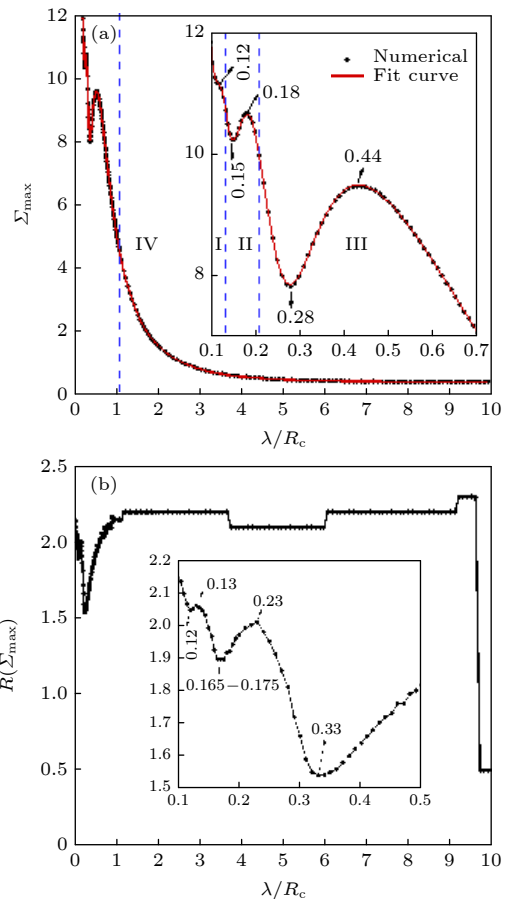 (a)
12
10
8
6
4
2
0
Σmax
0 1 2 3 4 5 6 7 8 9 10
λ/Rc
IV
12
10
8
0.1 0.2 0.3 0.4 0.5 0.6 0.7
Numerical
Fit curve
0.12
0.18
0.15
0.44
0.28
I
II
III
(b)
2.5
2.0
1.5
1.0
0.5
0
R(Σmax)
0 1 2 3 4 5 6 7 8 9 10
λ/Rc
2.2
2.1
2.0
1.9
1.8
1.7
1.6
1.5
0.1 0.2 0.3 0.4 0.5
0.13
0.12
0.23
0.165−0.175
0.33